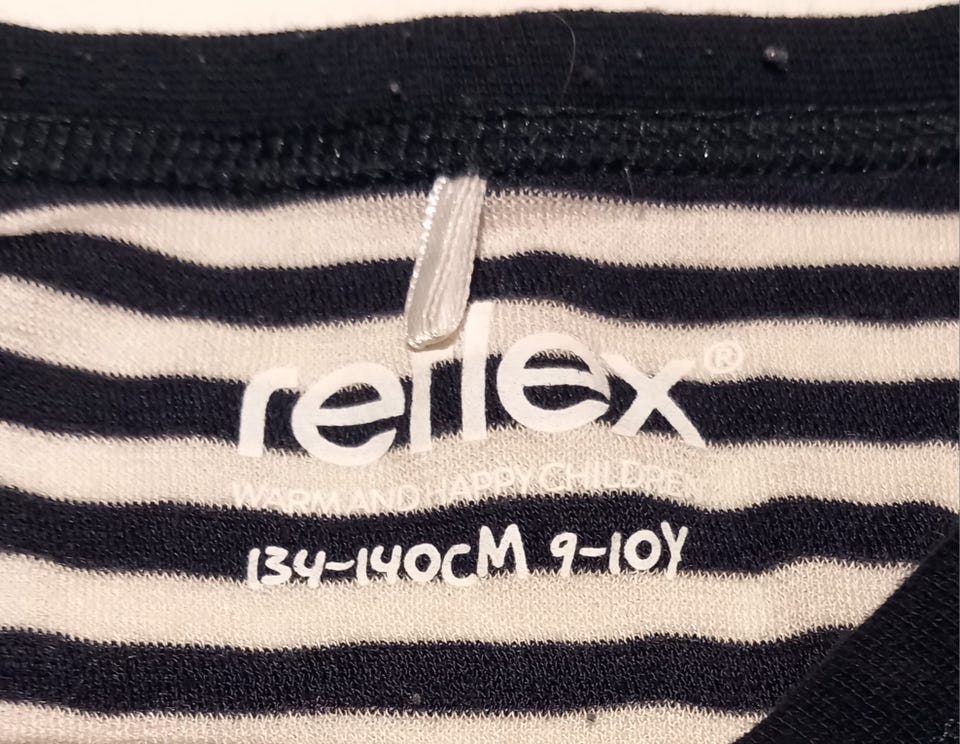 reflex®
WARM AND HAPPY CHILDREN
134-140CM 9-10Y